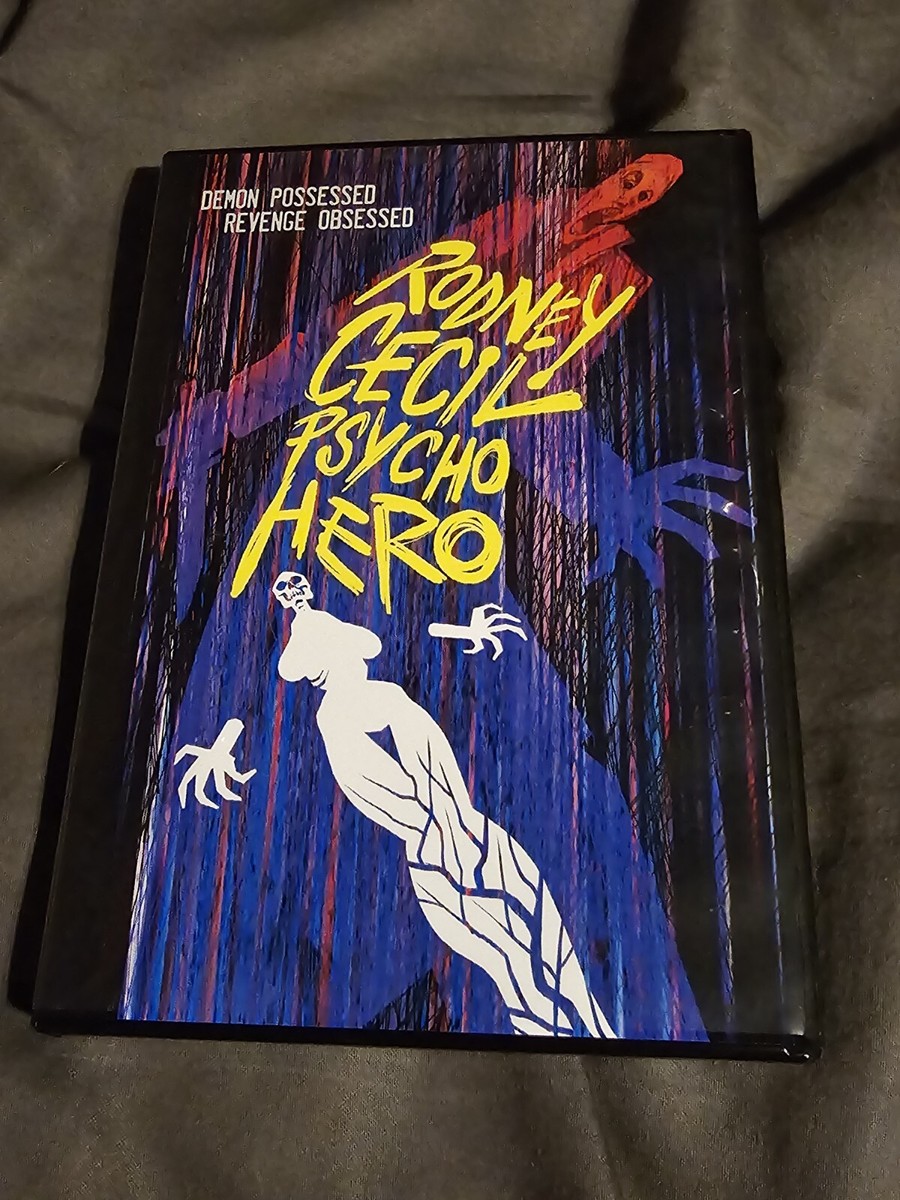 DEMON POSSESSED
REVENGE OBSESSED
RODNEY
CECIL
PSYCHO
HERO